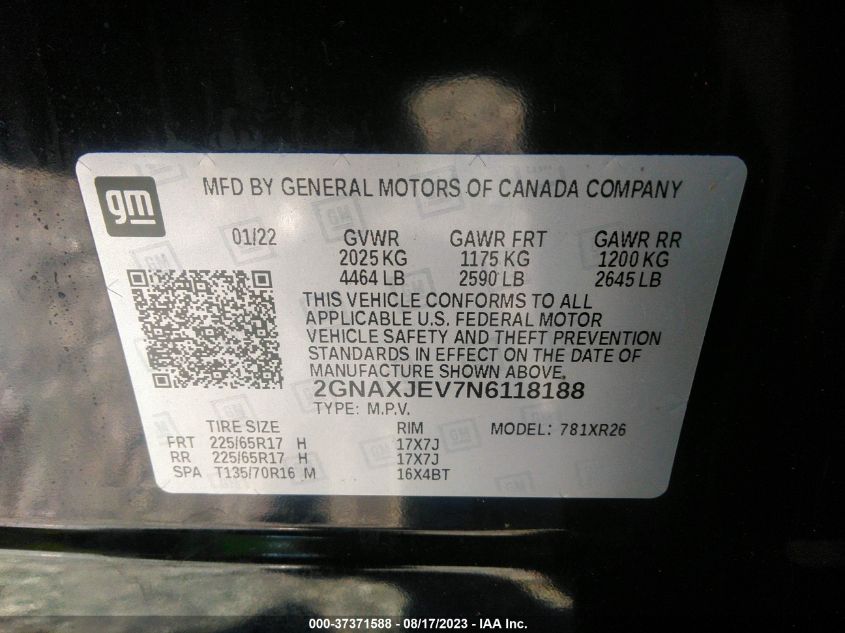 gm
MFD BY GENERAL MOTORS OF CANADA COMPANY
01/22 GVWR GAWR FRT GAWR RR
2025 KG 1175 KG 1200 KG
4464 LB 2590 LB 2645 LB
THIS VEHICLE CONFORMS TO ALL
APPLICABLE U.S. FEDERAL MOTOR
VEHICLE SAFETY AND THEFT PREVENTION
STANDARDS IN EFFECT ON THE DATE OF
MANUFACTURE SHOWN ABOVE.
2GNAXJEV7N6118188
TYPE: M.P.V.
TIRE SIZE RIM MODEL: 781XR26
FRT 225/65R17 H 17X7J
RR 225/65R17 H 17X7J
SPA T135/70R16 M 16X4BT
000-37371588 - 08/17/2023 - IAA Inc.